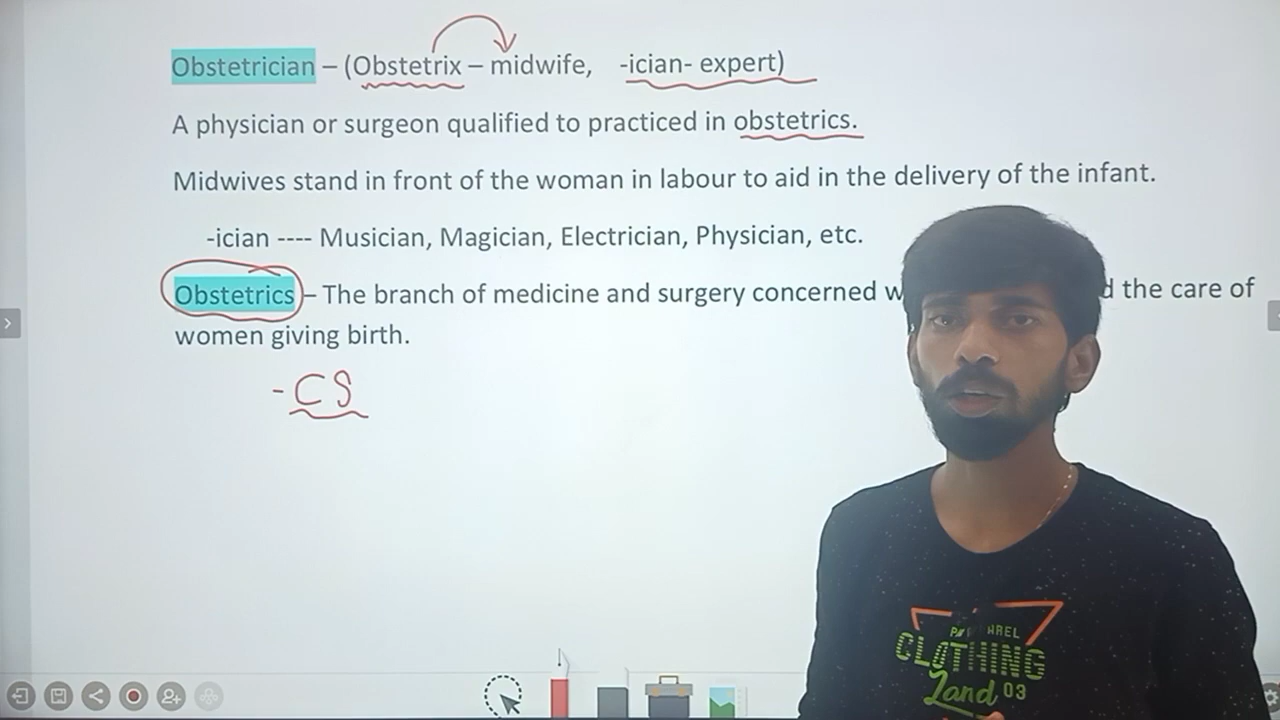 Obstetrician – (Obstetrix – midwife, -ician- expert)
A physician or surgeon qualified to practiced in obstetrics.
Midwives stand in front of the woman in labour to aid in the delivery of the infant.
-ician ---- Musician, Magician, Electrician, Physician, etc.
Obstetrics – The branch of medicine and surgery concerned the care of
women giving birth.
- CS
CLOTHING
Land 03